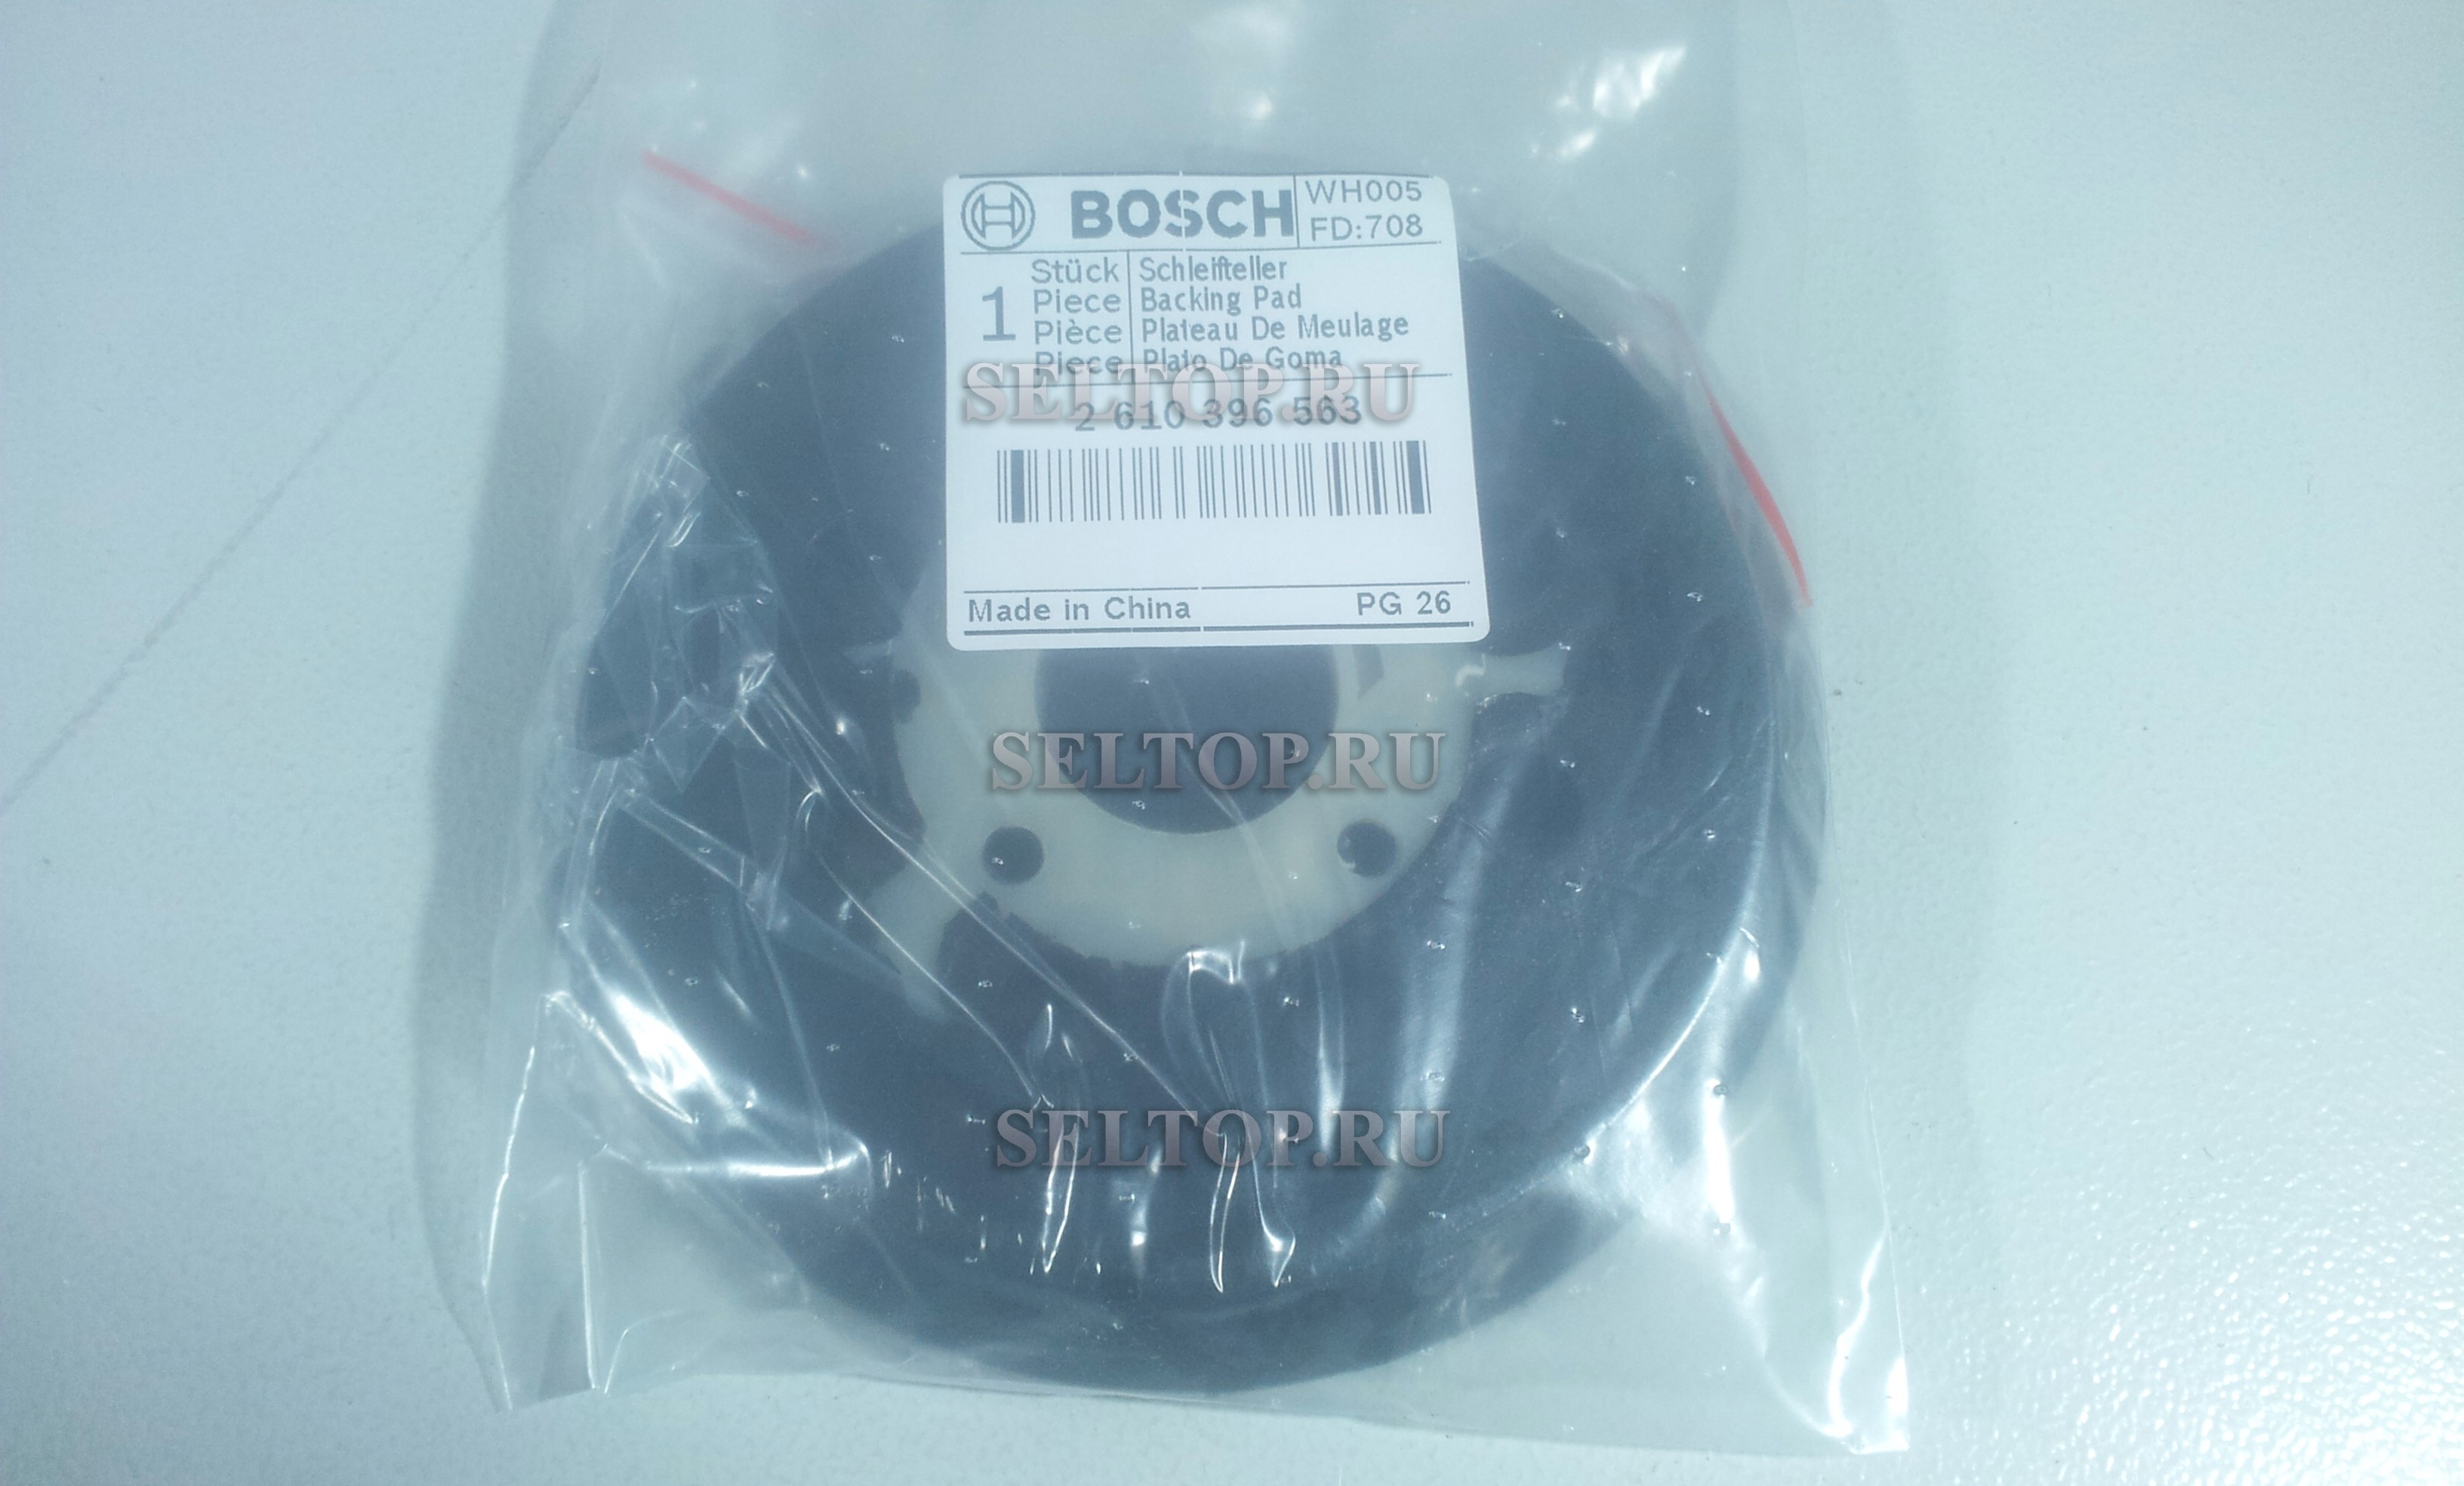 BOSCH
WH005
FD:708
1
Stück
Piece
Pièce
Piece
Schleifteller
Backing Pad
Plateau De Meulage
Plato De Goma
2 610 396 563
SELTOP.RU
Made in China PG 26
SELTOP.RU
SELTOP.RU